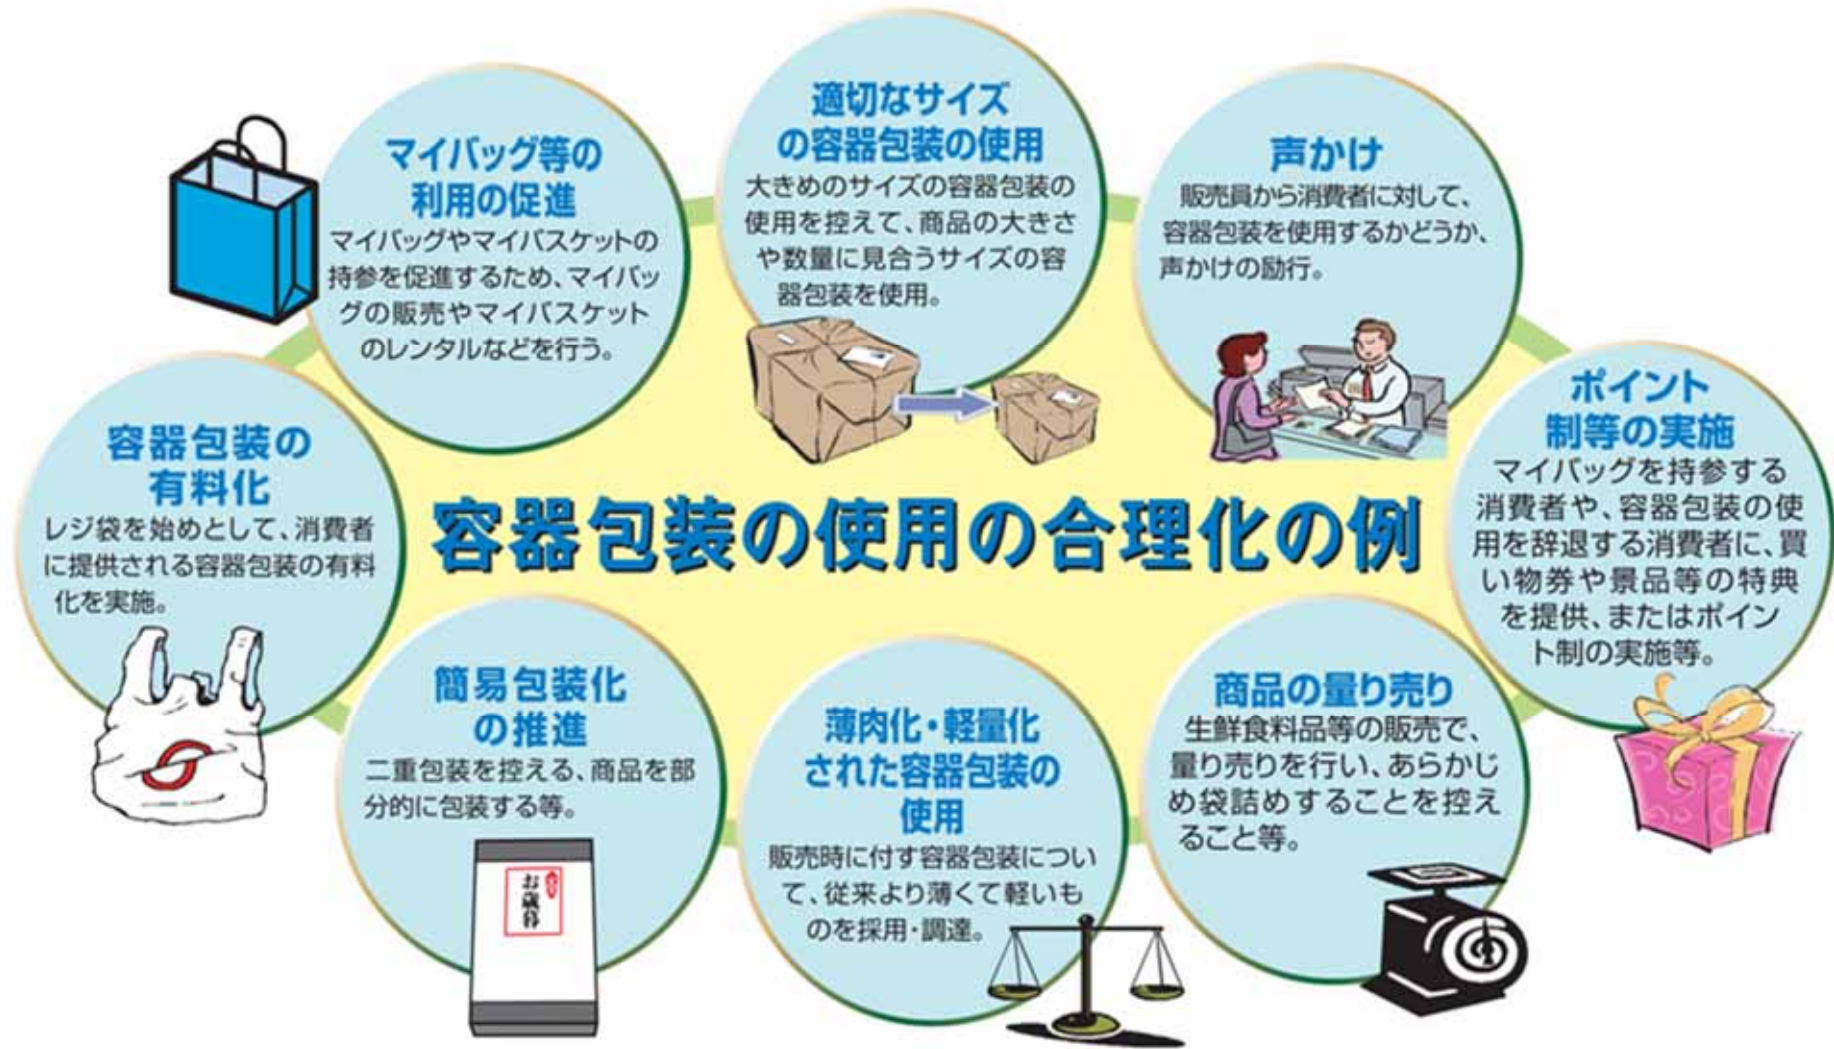 適切なサイズ
の容器包装の使用
大きめのサイズの容器包装の
使用を控えて、商品の大きさ
や数量に見合うサイズの容
器包装を使用。
マイバッグ等の
利用の促進
マイバッグやマイバスケットの
持参を促進するため、マイバッ
グの販売やマイバスケット
のレンタルなどを行う。
声かけ
販売員から消費者に対して、
容器包装を使用するかどうか、
声かけの励行。
容器包装の
有料化
レジ袋を始めとして、消費者
に提供される容器包装の有料
化を実施。
ポイント
制等の実施
マイバッグを持参する
消費者や、容器包装の使
用を辞退する消費者に、買
い物券や景品等の特典
を提供、またはポイン
ト制の実施等。
容器包装の使用の合理化の例
簡易包装化
の推進
二重包装を控える、商品を部
分的に包装する等。
お歳暮
薄肉化・軽量化
された容器包装の
使用
販売時に付す容器包装につい
て、従来より薄くて軽いも
のを採用・調達。
商品の量り売り
生鮮食料品等の販売で、
量り売りを行い、あらかじ
め袋詰めすることを控え
ること等。